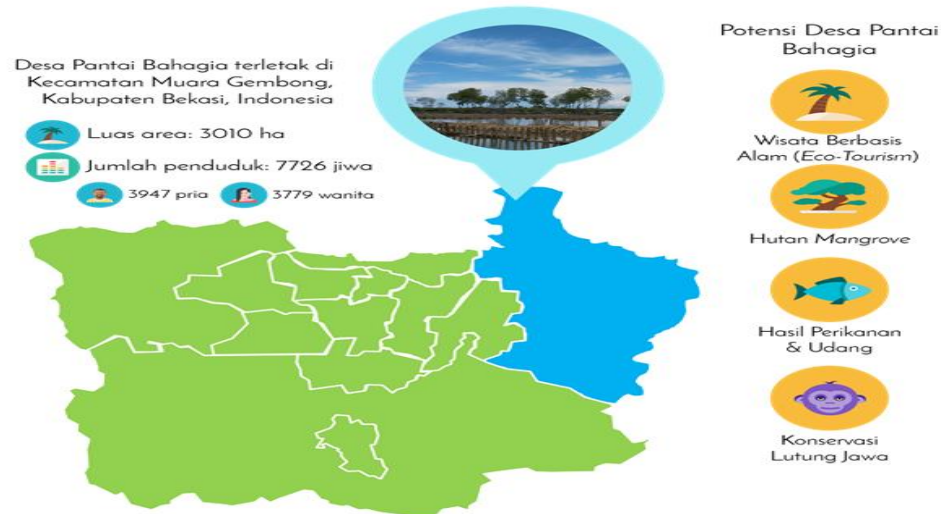 Desa Pantai Bahagia terletak di
Kecamatan Muara Gembong,
Kabupaten Bekasi, Indonesia
Luas area: 3010 ha
Jumlah penduduk: 7726 jiwa
3947 pria
3779 wanita
Potensi Desa Pantai
Bahagia
Wisata Berbasis
Alam (Eco-Tourism)
Hutan Mangrove
Hasil Perikanan
& Udang
Konservasi
Lutung Jawa